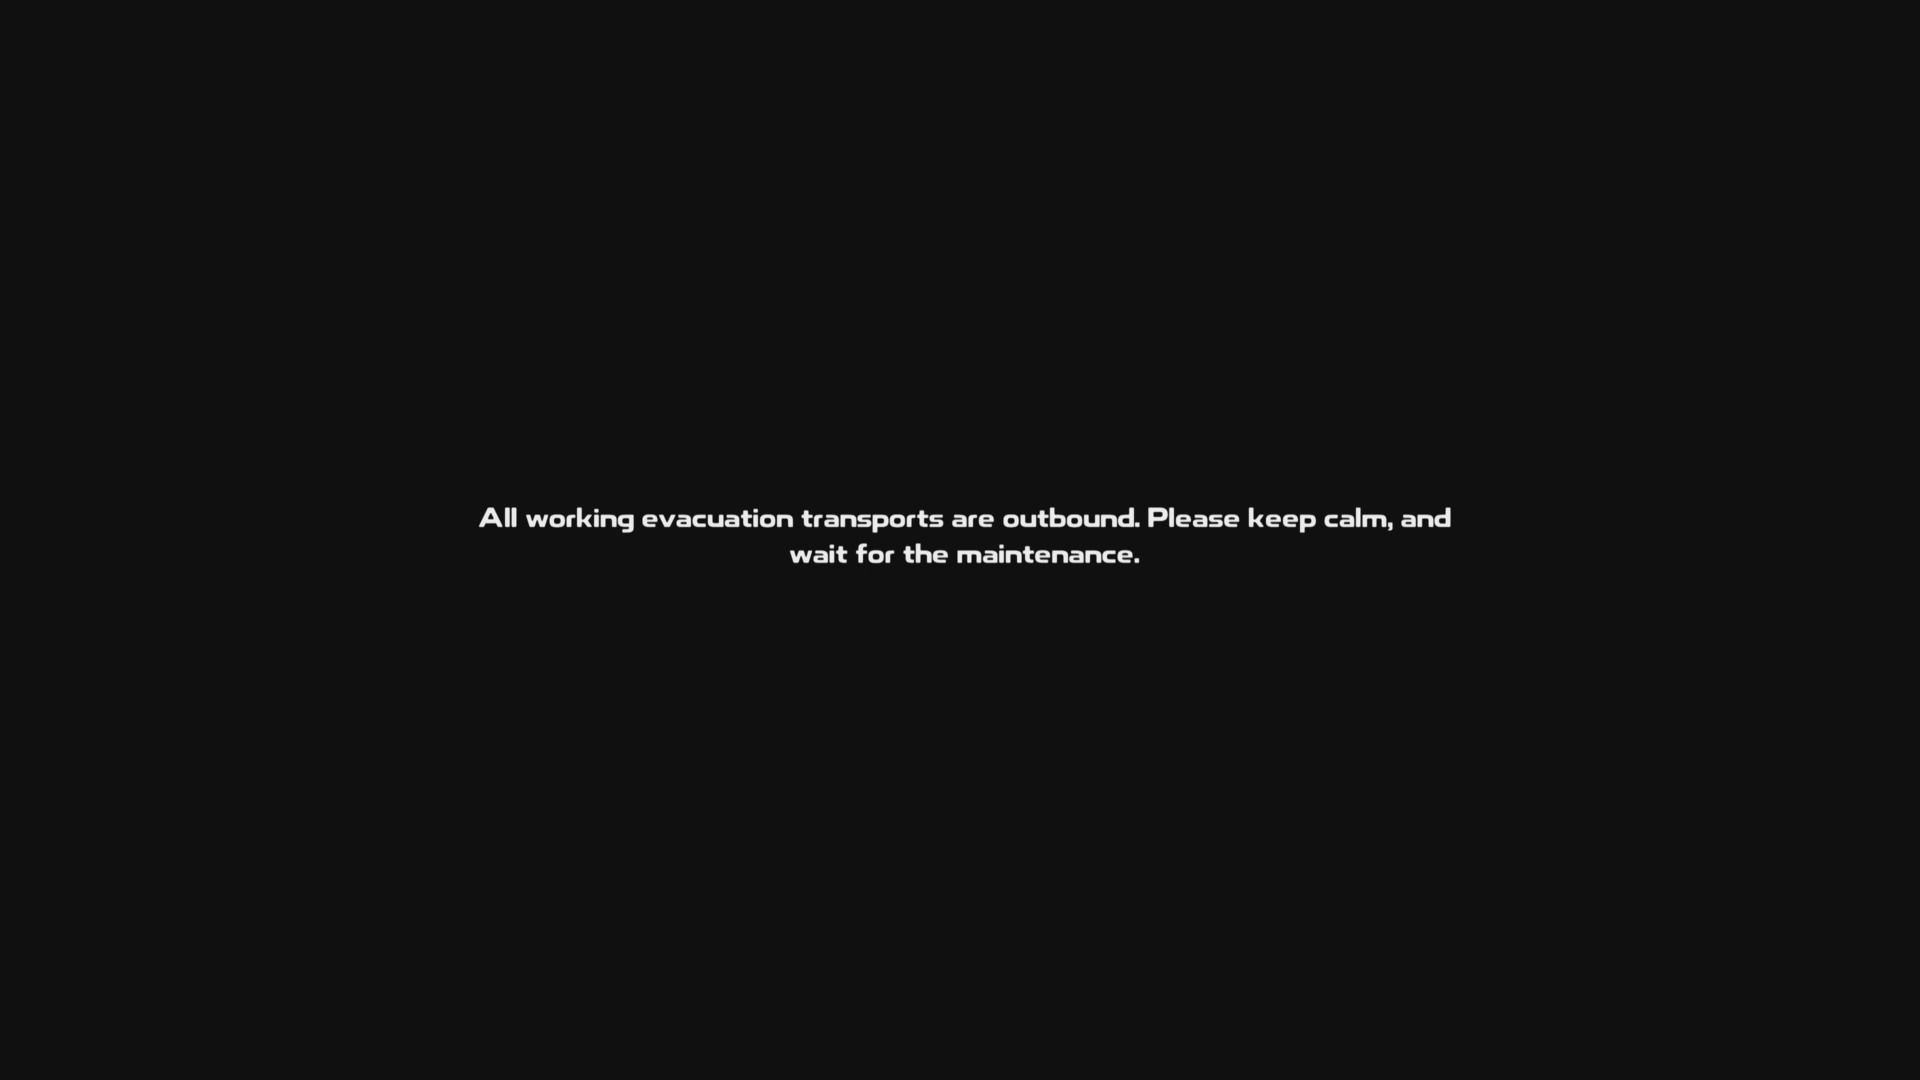 All working evacuation transports are outbound. Please keep calm, and
wait for the maintenance.